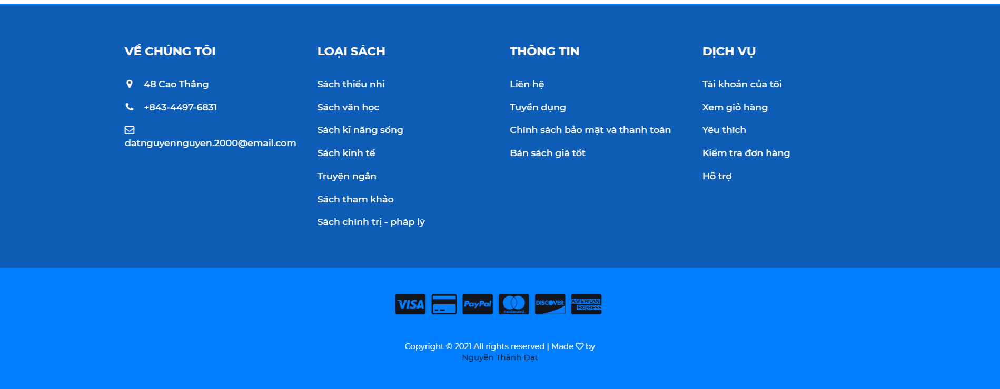 VỀ CHÚNG TÔI
48 Cao Thắng
+843-4497-6831
datnguyennguyen.2000@email.com
LOẠI SÁCH
Sách thiếu nhi
Sách văn học
Sách kĩ năng sống
Sách kinh tế
Truyện ngắn
Sách tham khảo
Sách chính trị - pháp lý
THÔNG TIN
Liên hệ
Tuyển dụng
Chính sách bảo mật và thanh toán
Bán sách giá tốt
DỊCH VỤ
Tài khoản của tôi
Xem giỏ hàng
Yêu thích
Kiểm tra đơn hàng
Hỗ trợ
VISA
PayPal
mastercard.
DISCOVER
AMERICAN
EXPRESS
Copyright © 2021 All rights reserved | Made ♡ by
Nguyễn Thành Đạt